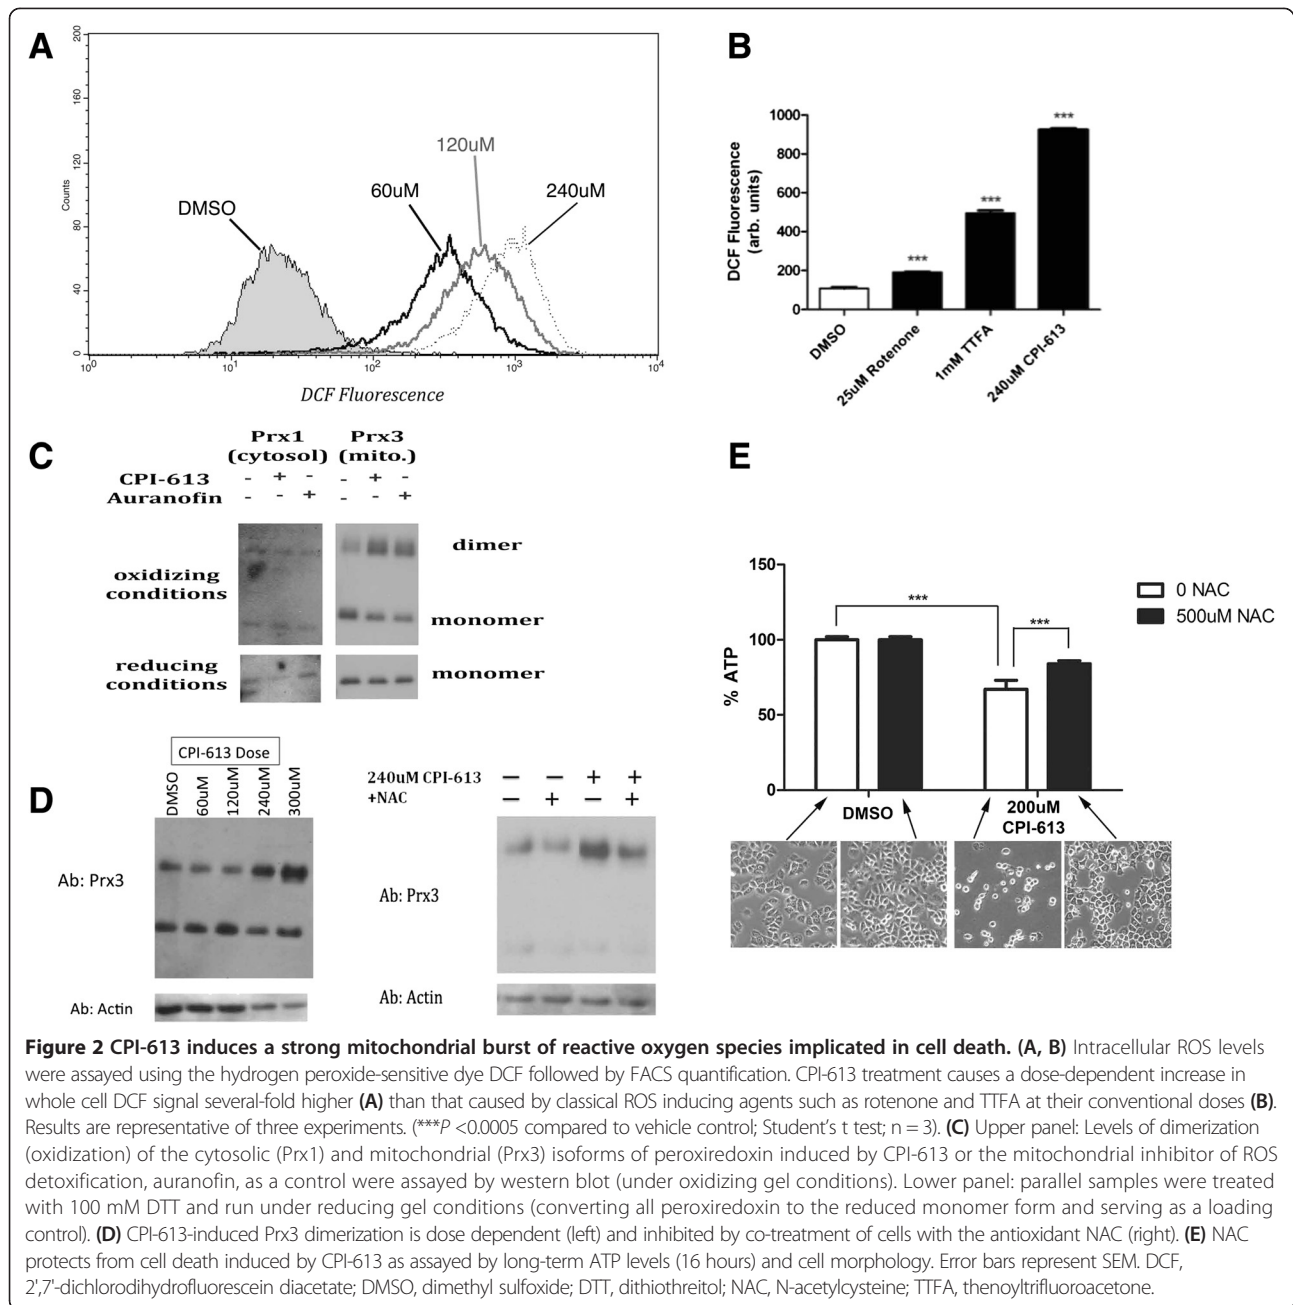 A
200
160
120
80
40
0
Counts
DMSO
60uM
120uM
240uM
10⁰
10¹
10²
10³
10⁴
DCF Fluorescence
B
DCF Fluorescence
(arb. units)
1000
800
600
400
200
0
***
***
***
DMSO
25uM Rotenone
1mM TTFA
240uM CPI-613
C
Prx1 Prx3
(cytosol) (mito.)
CPI-613 - + - - + -
Auranofin - - + - - +
oxidizing
conditions
dimer
monomer
reducing
conditions
monomer
D
CPI-613 Dose
DMSO
60uM
120uM
240uM
300uM
Ab: Prx3
Ab: Actin
240uM CPI-613 − − + +
+NAC − + − +
Ab: Prx3
Ab: Actin
E
% ATP
150
100
50
0
***
***
0 NAC
500uM NAC
DMSO
200uM
CPI-613
Figure 2 CPI-613 induces a strong mitochondrial burst of reactive oxygen species implicated in cell death. (A, B) Intracellular ROS levels
were assayed using the hydrogen peroxide-sensitive dye DCF followed by FACS quantification. CPI-613 treatment causes a dose-dependent increase in
whole cell DCF signal several-fold higher (A) than that caused by classical ROS inducing agents such as rotenone and TTFA at their conventional doses (B).
Results are representative of three experiments. (***P <0.0005 compared to vehicle control; Student's t test; n = 3). (C) Upper panel: Levels of dimerization
(oxidization) of the cytosolic (Prx1) and mitochondrial (Prx3) isoforms of peroxiredoxin induced by CPI-613 or the mitochondrial inhibitor of ROS
detoxification, auranofin, as a control were assayed by western blot (under oxidizing gel conditions). Lower panel: parallel samples were treated
with 100 mM DTT and run under reducing gel conditions (converting all peroxiredoxin to the reduced monomer form and serving as a loading
control). (D) CPI-613-induced Prx3 dimerization is dose dependent (left) and inhibited by co-treatment of cells with the antioxidant NAC (right). (E) NAC
protects from cell death induced by CPI-613 as assayed by long-term ATP levels (16 hours) and cell morphology. Error bars represent SEM. DCF,
2',7'-dichlorodihydrofluorescein diacetate; DMSO, dimethyl sulfoxide; DTT, dithiothreitol; NAC, N-acetylcysteine; TTFA, thenoyltrifluoroacetone.